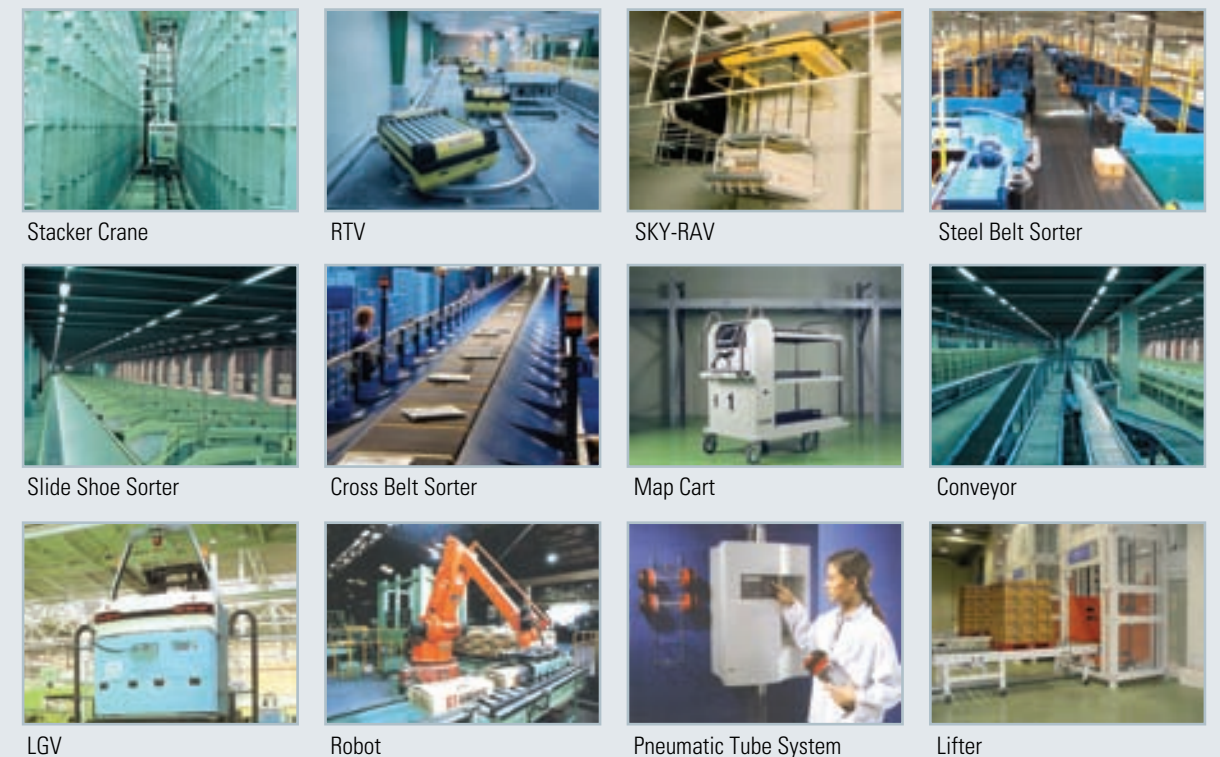 Stacker Crane
RTV
SKY-RAV
Steel Belt Sorter
Slide Shoe Sorter
Cross Belt Sorter
1
Map Cart
Conveyor
LGV
Robot
Pneumatic Tube System
Lifter